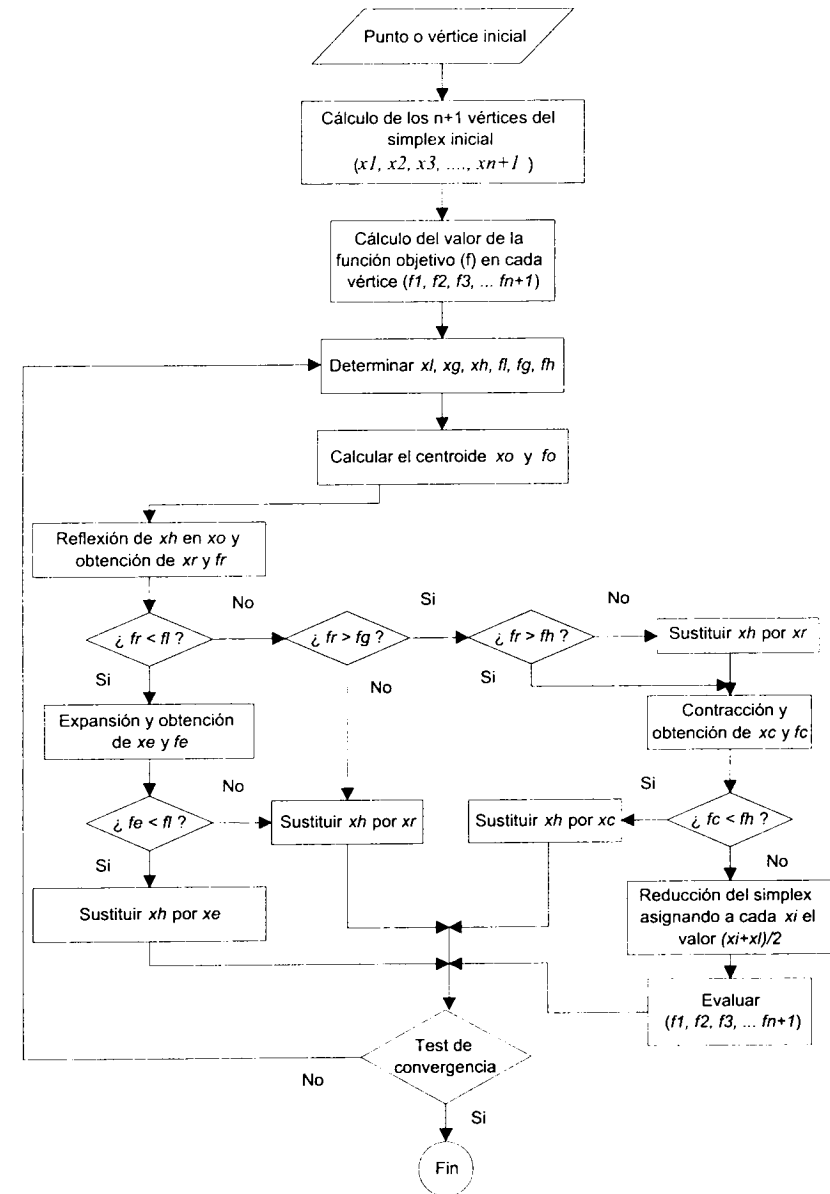 Punto o vértice inicial
Cálculo de los n+1 vértices del
simplex inicial
(x1, x2, x3, ...., xn+1 )
Cálculo del valor de la
función objetivo (f) en cada
vértice (f1, f2, f3, ... fn+1)
Determinar xl, xg, xh, fl, fg, fh
Calcular el centroide xo y fo
Reflexión de xh en xo y
obtención de xr y fr
No
Si
No
¿ fr < fl ?
¿ fr > fg ?
¿ fr > fh ?
Sustituir xh por xr
Si
No
Si
Expansión y obtención
de xe y fe
Contracción y
obtención de xc y fc
No
Si
¿ fe < fl ?
Sustituir xh por xr
Sustituir xh por xc
¿ fc < fh ?
Si
No
Sustituir xh por xe
Reducción del simplex
asignando a cada xi el
valor (xi+xl)/2
Evaluar
(f1, f2, f3, ... fn+1)
Test de
convergencia
No
Si
Fin